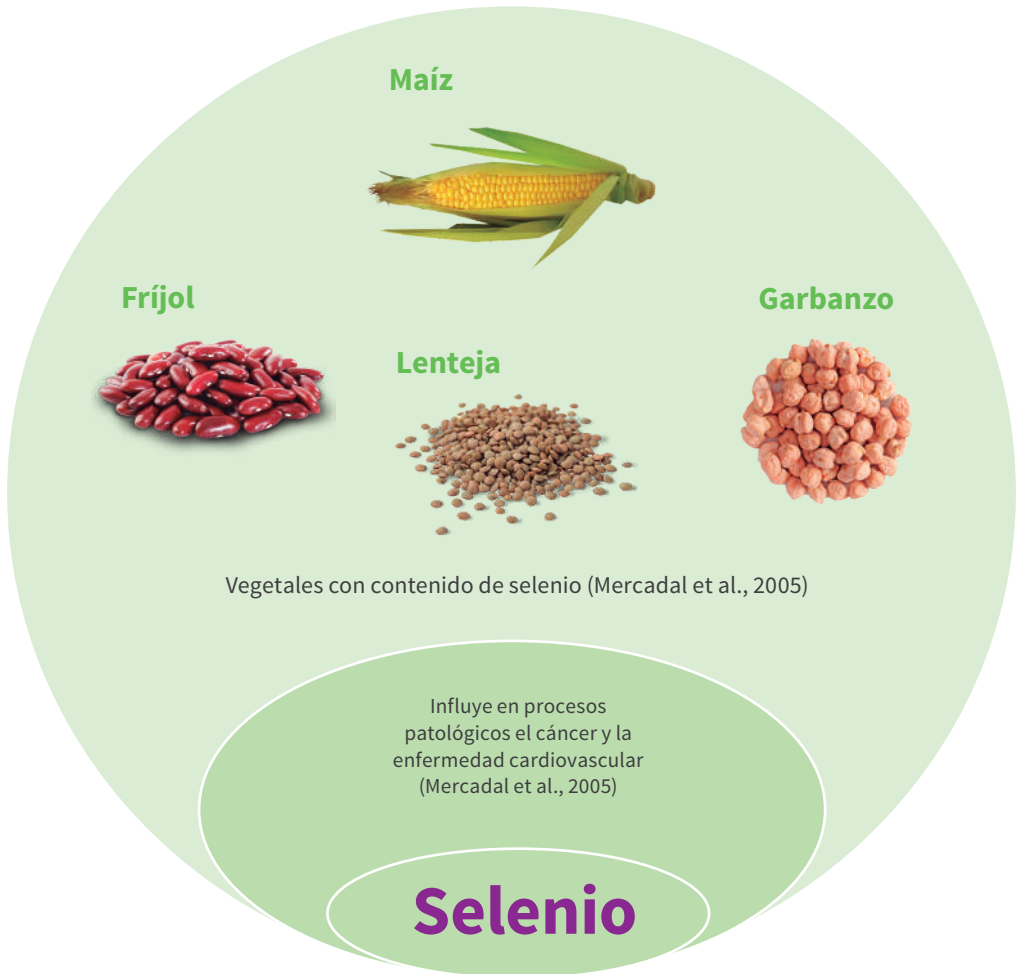 Maíz
Fríjol
Garbanzo
Lenteja
Vegetales con contenido de selenio (Mercadal et al., 2005)
Influye en procesos
patológicos el cáncer y la
enfermedad cardiovascular
(Mercadal et al., 2005)
Selenio